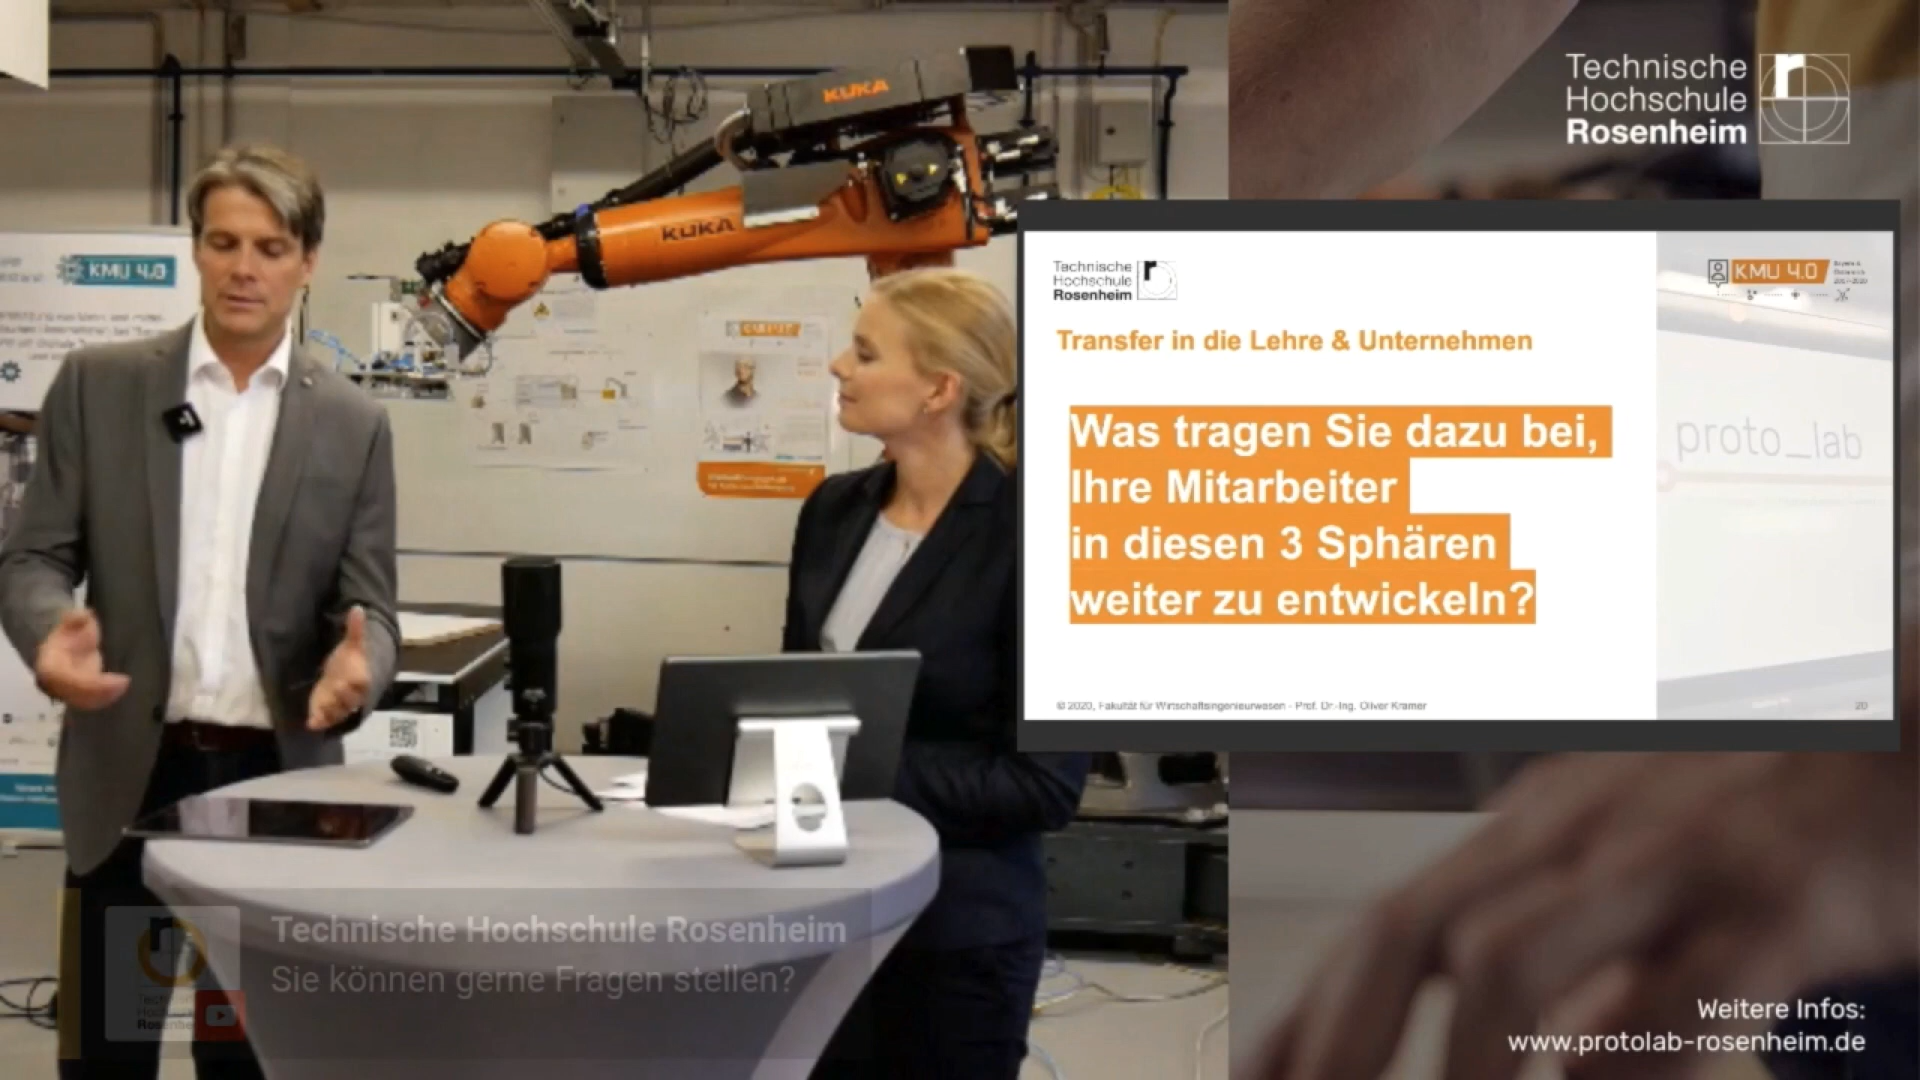 Technische
Hochschule
Rosenheim
KUKA
KUKA
KMU 4.0
Technische
Hochschule
Rosenheim
KMU 4.0
Transfer in die Lehre & Unternehmen
Was tragen Sie dazu bei,
Ihre Mitarbeiter
in diesen 3 Sphären
weiter zu entwickeln?
proto_lab
© 2020, Fakultät für Wirtschaftsingenieurwesen - Prof. Dr.-Ing. Oliver Kramer
20
Technische Hochschule Rosenheim
Sie können gerne Fragen stellen?
Weitere Infos:
www.protolab-rosenheim.de